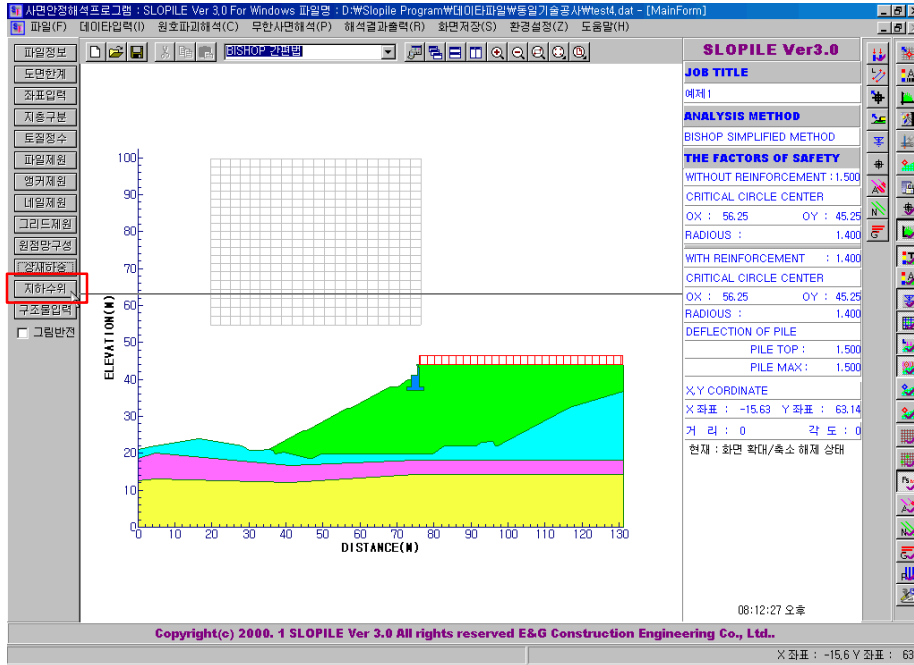 사면안정해석프로그램 : SLOPILE Ver 3,0 For Windows 파일명 : D:₩Slopile Program₩데이타파일₩동일기술공사₩test4,dat - [MainForm]
파일(F) 데이타입력(I) 원호파괴해석(C) 무한사면해석(P) 해석결과출력(R) 화면저장(S) 환경설정(Z) 도움말(H)
BISHOP 간편법
파일정보
도면한계
좌표입력
지층구분
토질정수
파일제원
앵커제원
네일제원
그리드제원
원점망구성
상재하중
지하수위
구조물입력
그림반전
100
90
80
70
60
50
40
30
20
10
0
ELEVATION(M)
0 10 20 30 40 50 60 70 80 90 100 110 120 130
DISTANCE(M)
SLOPILE Ver3.0
JOB TITLE
예제1
ANALYSIS METHOD
BISHOP SIMPLIFIED METHOD
THE FACTORS OF SAFETY
WITHOUT REINFORCEMENT : 1.500
CRITICAL CIRCLE CENTER
OX : 56.25 OY : 45.25
RADIOUS : 1.400
WITH REINFORCEMENT : 1.400
CRITICAL CIRCLE CENTER
OX : 56.25 OY : 45.25
RADIOUS : 1.400
DEFLECTION OF PILE
PILE TOP : 1.500
PILE MAX : 1.500
X,Y CORDINATE
X 좌표 : -15.63 Y 좌표 : 63.14
거 리 : 0 각 도 : 0
현재 : 화면 확대/축소 해제 상태
08:12:27 오후
Copyright(c) 2000. 1 SLOPILE Ver 3.0 All rights reserved E&G Construction Engineering Co., Ltd..
X 좌표 : -15,6 Y 좌표 : 63